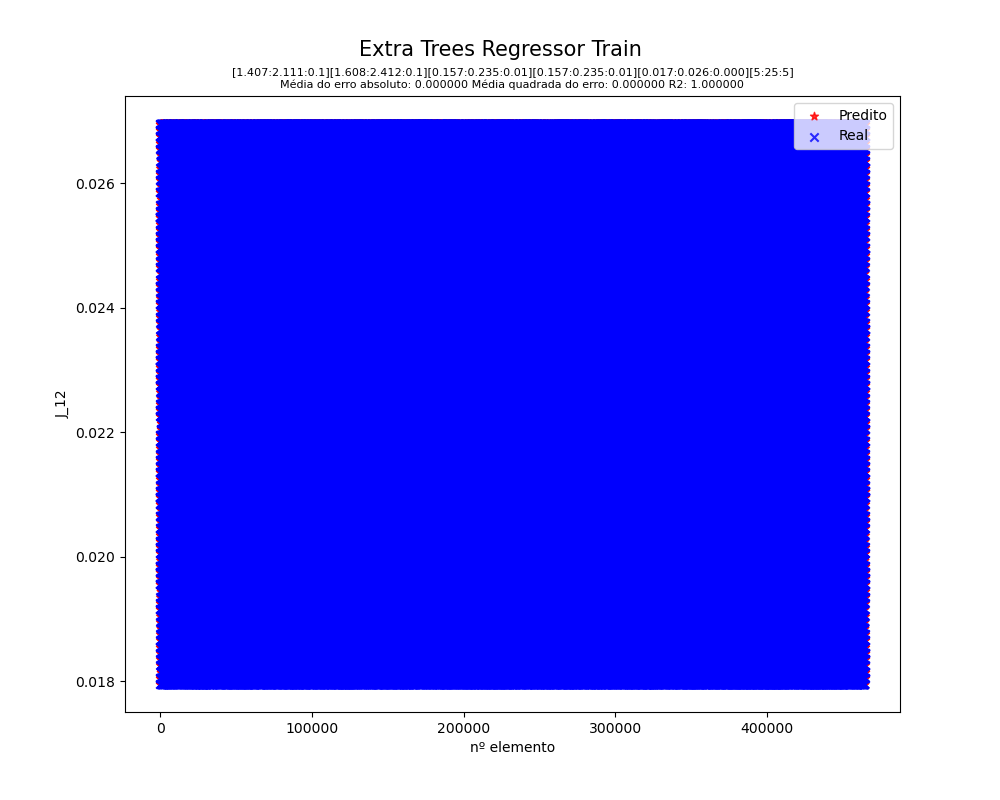 Extra Trees Regressor Train
[1.407:2.111:0.1][1.608:2.412:0.1][0.157:0.235:0.01][0.157:0.235:0.01][0.017:0.026:0.000][5:25:5]
Média do erro absoluto: 0.000000 Média quadrada do erro: 0.000000 R2: 1.000000
Predito
Real
0.026
0.024
0.022
0.020
0.018
J_12
0
100000
200000
300000
400000
nº elemento